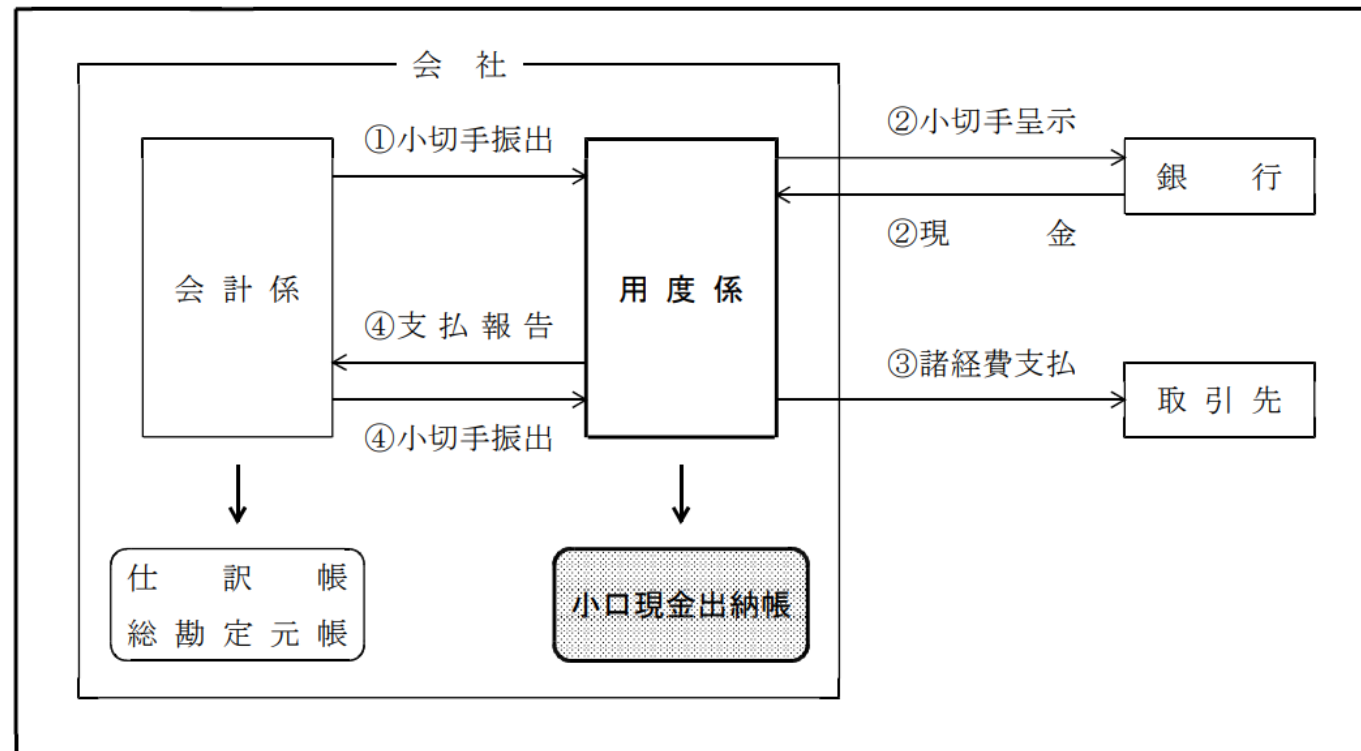 会 社
①小切手振出
②小切手呈示
銀 行
②現 金
会 計 係
用 度 係
④支 払 報 告
③諸経費支払
取 引 先
④小切手振出
仕 訳 帳
総 勘 定 元 帳
小口現金出納帳